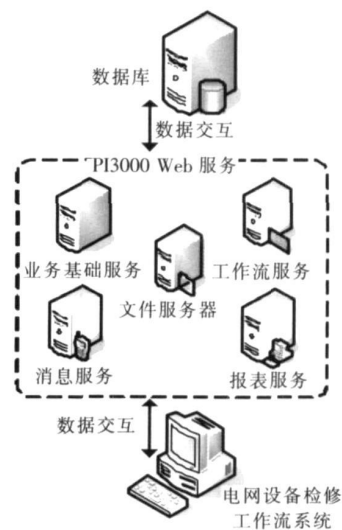 数据库
数据交互
PI3000 Web 服务
业务基础服务
工作流服务
文件服务器
消息服务
报表服务
数据交互
电网设备检修
工作流系统